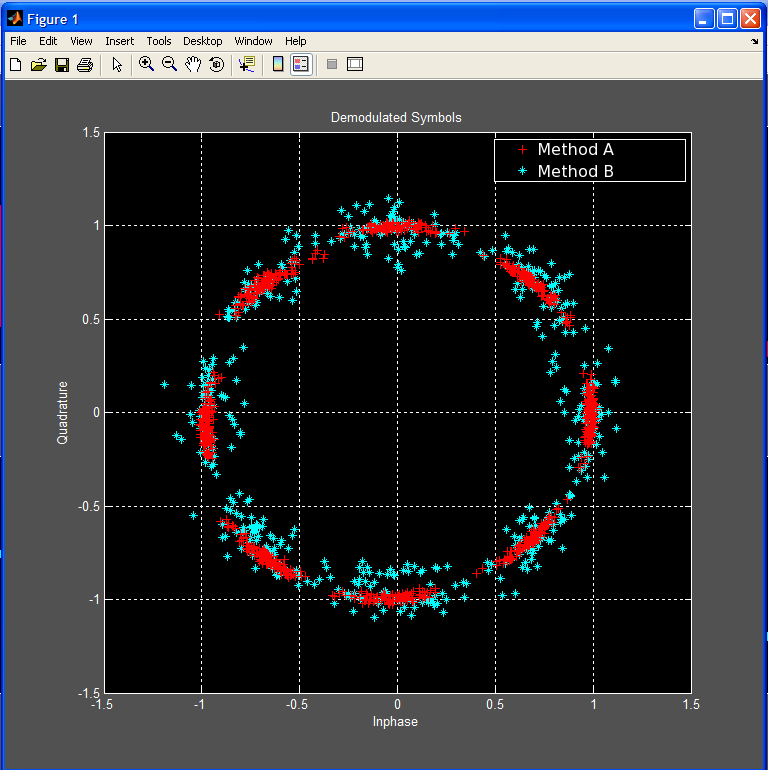 Figure 1
File Edit View Insert Tools Desktop Window Help
Demodulated Symbols
Method A
Method B
1.5
1
0.5
0
-0.5
-1
-1.5
Quadrature
-1.5 -1 -0.5 0 0.5 1 1.5
Inphase